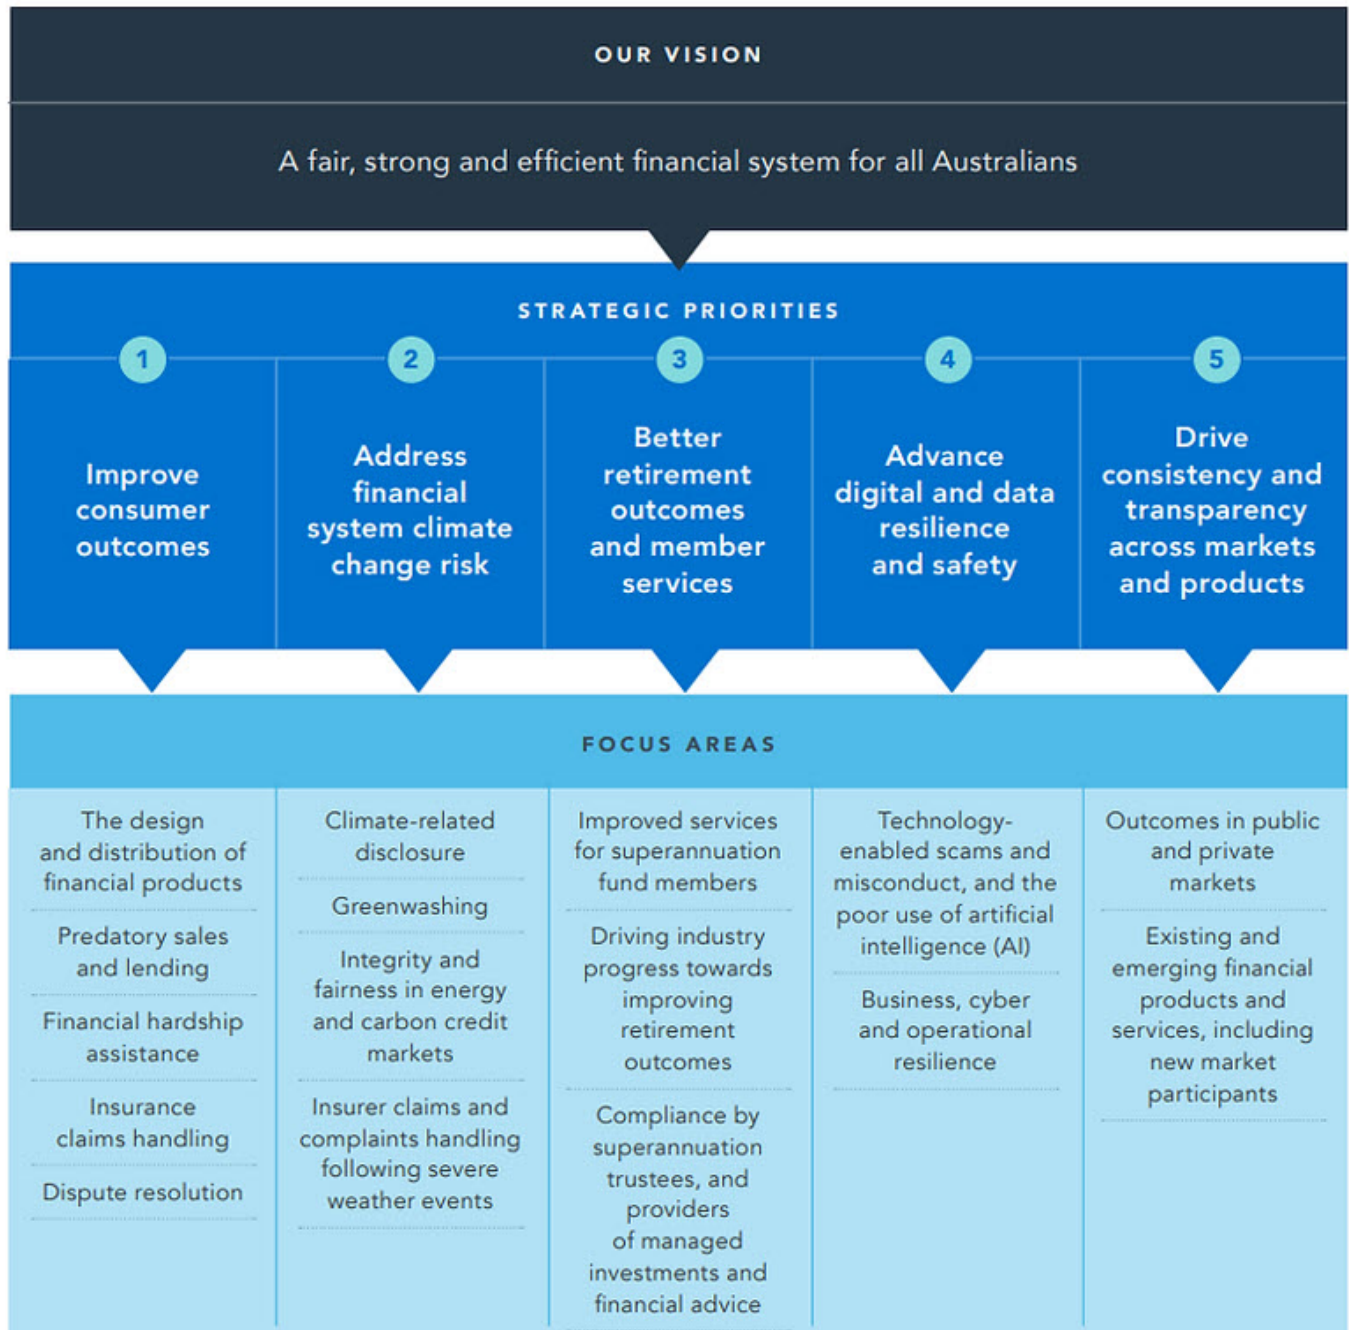 OUR VISION
A fair, strong and efficient financial system for all Australians
STRATEGIC PRIORITIES
1
Improve
consumer
outcomes
2
Address
financial
system climate
change risk
3
Better
retirement
outcomes
and member
services
4
Advance
digital and data
resilience
and safety
5
Drive
consistency and
transparency
across markets
and products
FOCUS AREAS
The design
and distribution of
financial products
Predatory sales
and lending
Financial hardship
assistance
Insurance
claims handling
Dispute resolution
Climate-related
disclosure
Greenwashing
Integrity and
fairness in energy
and carbon credit
markets
Insurer claims and
complaints handling
following severe
weather events
Improved services
for superannuation
fund members
Driving industry
progress towards
improving
retirement
outcomes
Compliance by
superannuation
trustees, and
providers
of managed
investments and
financial advice
Technology-
enabled scams and
misconduct, and the
poor use of artificial
intelligence (AI)
Business, cyber
and operational
resilience
Outcomes in public
and private
markets
Existing and
emerging financial
products and
services, including
new market
participants